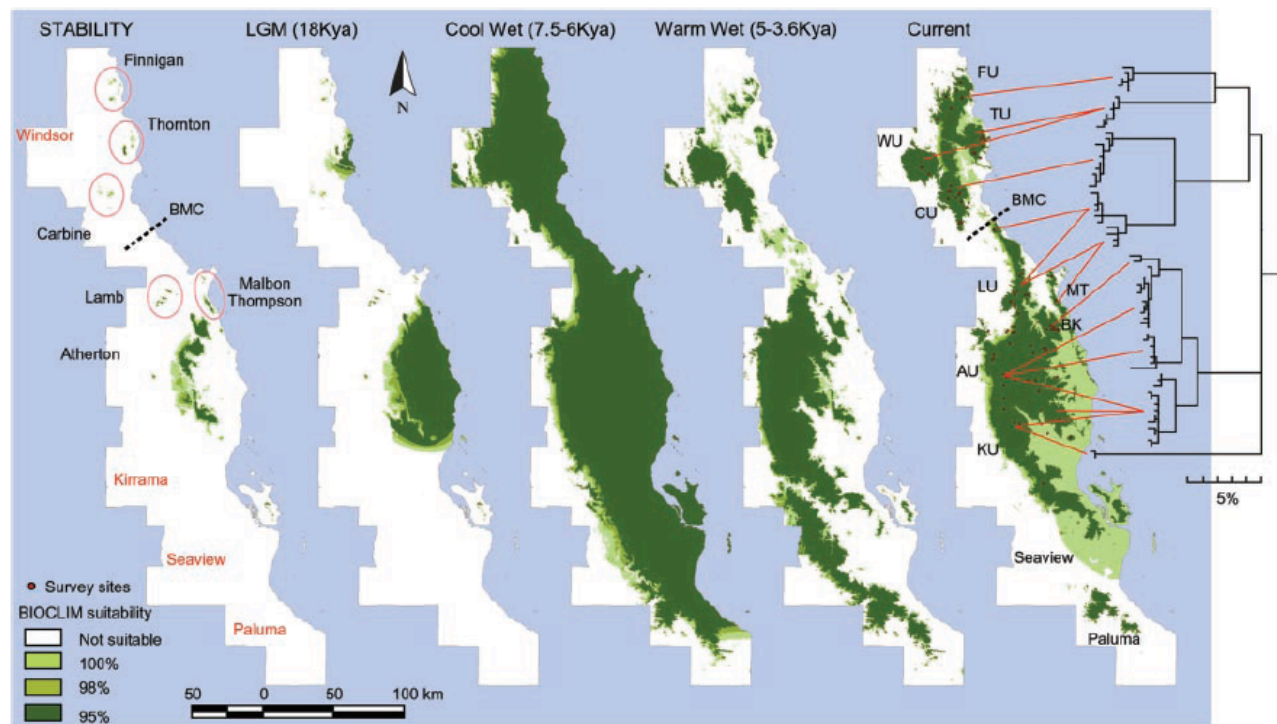 STABILITY
LGM (18Kya)
Cool Wet (7.5-6Kya)
Warm Wet (5-3.6Kya)
Current
Finnigan
Windsor
Thornton
BMC
Carbine
Lamb
Malbon
Thompson
Atherton
Kirrama
Seaview
Paluma
N
FU
TU
WU
CU
BMC
LU
MT
BK
AU
KU
Seaview
Paluma
5%
Survey sites
BIOCLIM suitability
Not suitable
100%
98%
95%
50 0 50 100 km